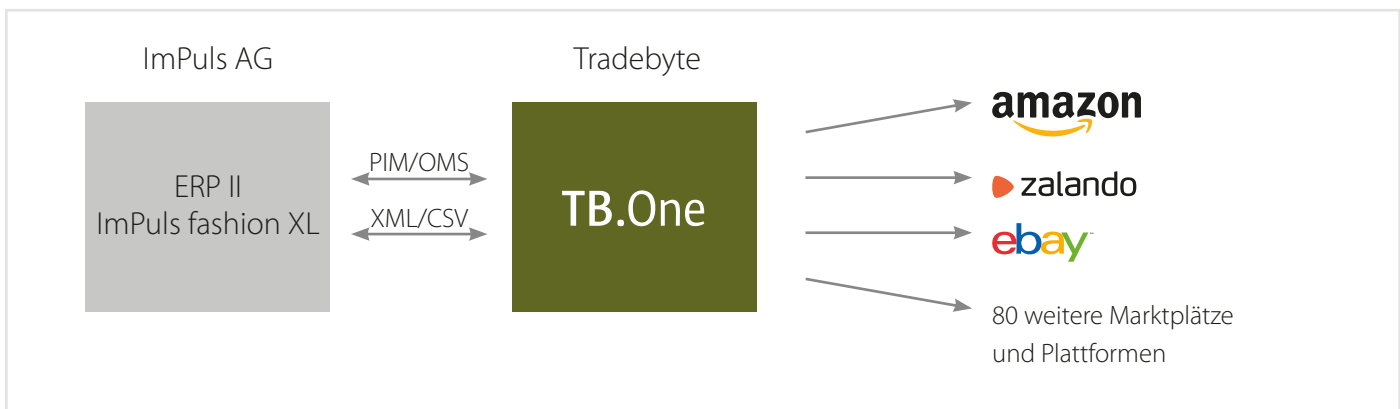 ImPuls AG
Tradebyte
ERP II
ImPuls fashion XL
PIM/OMS
XML/CSV
TB.One
amazon
zalando
ebay™
80 weitere Marktplätze
und Plattformen